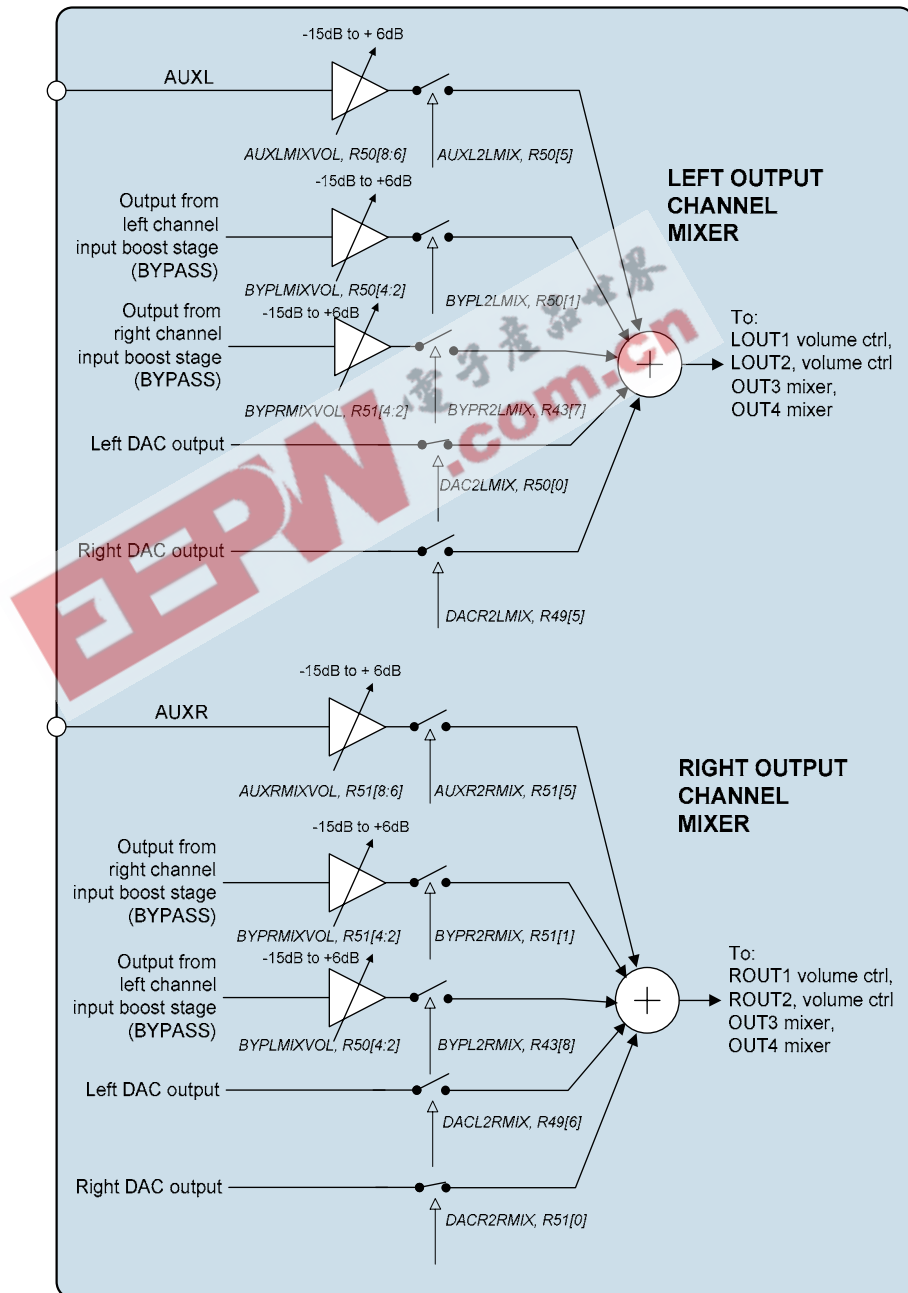 -15dB to + 6dB
AUXL
AUXLMIXVOL, R50[8:6]
AUXL2LMIX, R50[5]
LEFT OUTPUT
CHANNEL
MIXER
-15dB to +6dB
Output from
left channel
input boost stage
(BYPASS)
BYPLMIXVOL, R50[4:2]
BYPL2LMIX, R50[1]
-15dB to +6dB
Output from
right channel
input boost stage
(BYPASS)
BYPRMIXVOL, R51[4:2]
BYPR2LMIX, R43[7]
To:
LOUT1 volume ctrl,
LOUT2, volume ctrl
OUT3 mixer,
OUT4 mixer
Left DAC output
DAC2LMIX, R50[0]
Right DAC output
DACR2LMIX, R49[5]
EEPW.com.cn
電子產品世界
-15dB to + 6dB
AUXR
AUXRMIXVOL, R51[8:6]
AUXR2RMIX, R51[5]
RIGHT OUTPUT
CHANNEL
MIXER
-15dB to +6dB
Output from
right channel
input boost stage
(BYPASS)
BYPRMIXVOL, R51[4:2]
BYPR2RMIX, R51[1]
-15dB to +6dB
Output from
left channel
input boost stage
(BYPASS)
BYPLMIXVOL, R50[4:2]
BYPL2RMIX, R43[8]
To:
ROUT1 volume ctrl,
ROUT2, volume ctrl
OUT3 mixer,
OUT4 mixer
Left DAC output
DACL2RMIX, R49[6]
Right DAC output
DACR2RMIX, R51[0]